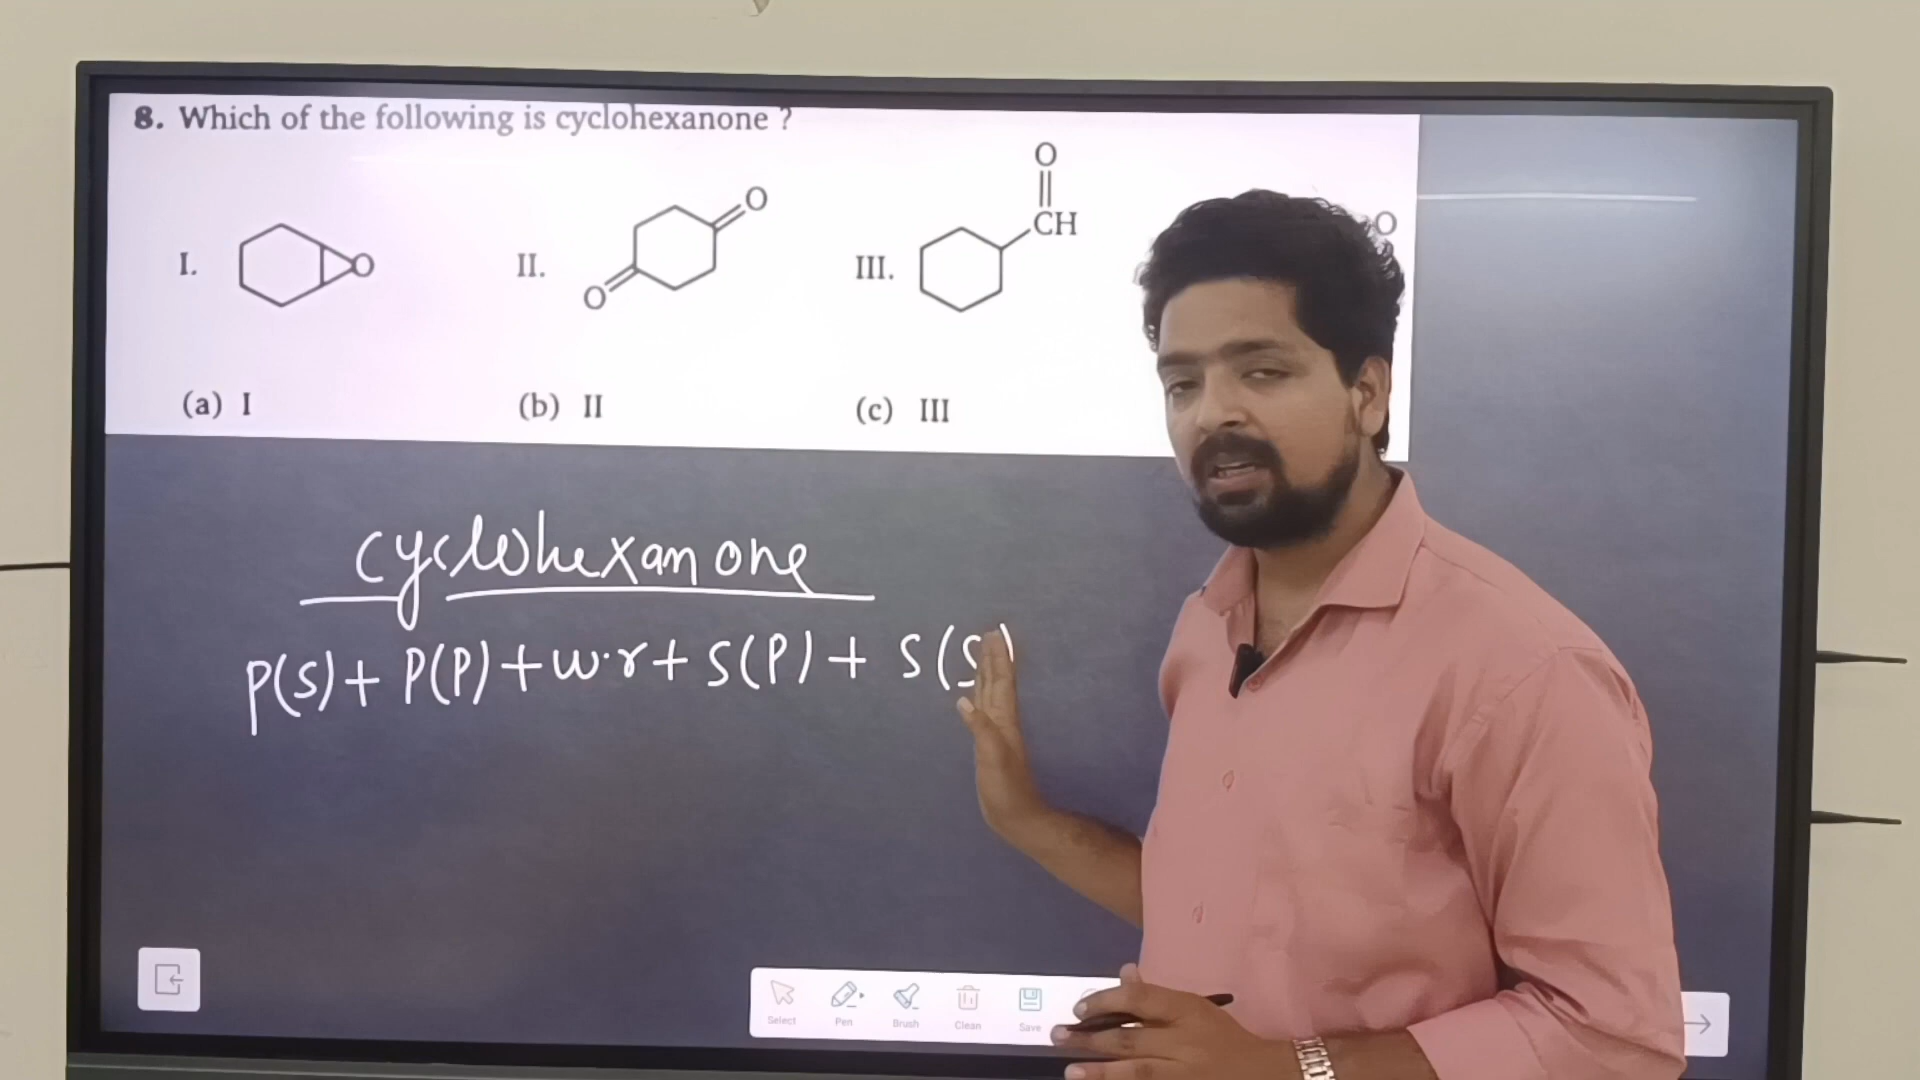 8. Which of the following is cyclohexanone ?
I.
O
II.
O
O
III.
O
CH
O
(a) I
(b) II
(c) III
cyclohexanone
P(S)+ P(P)+w.r+ S(P)+ S(S)
Select
Pen
Brush
Clean
Save